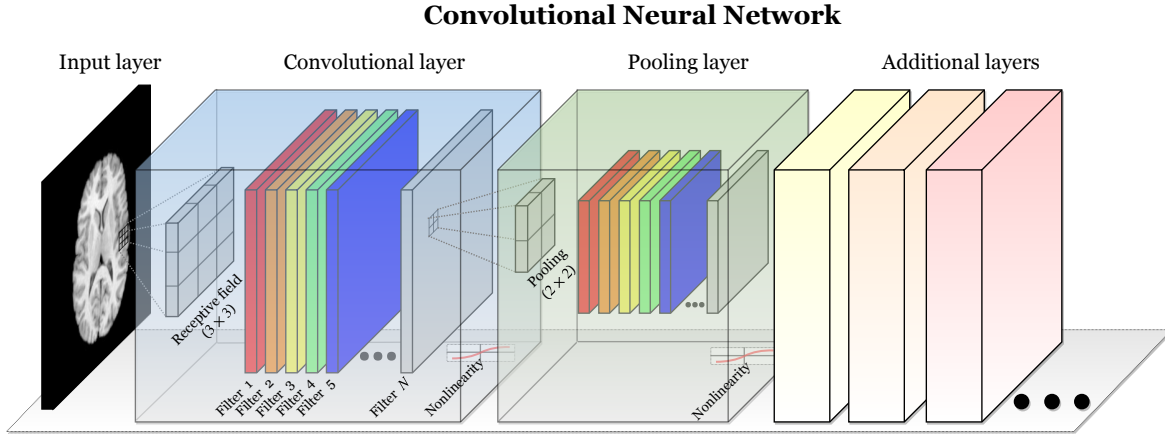 Convolutional Neural Network
Input layer
Convolutional layer
Pooling layer
Additional layers
Receptive field
(3 × 3)
Filter 1
Filter 2
Filter 3
Filter 4
Filter 5
Filter N
Nonlinearity
Pooling
(2 × 2)
Nonlinearity